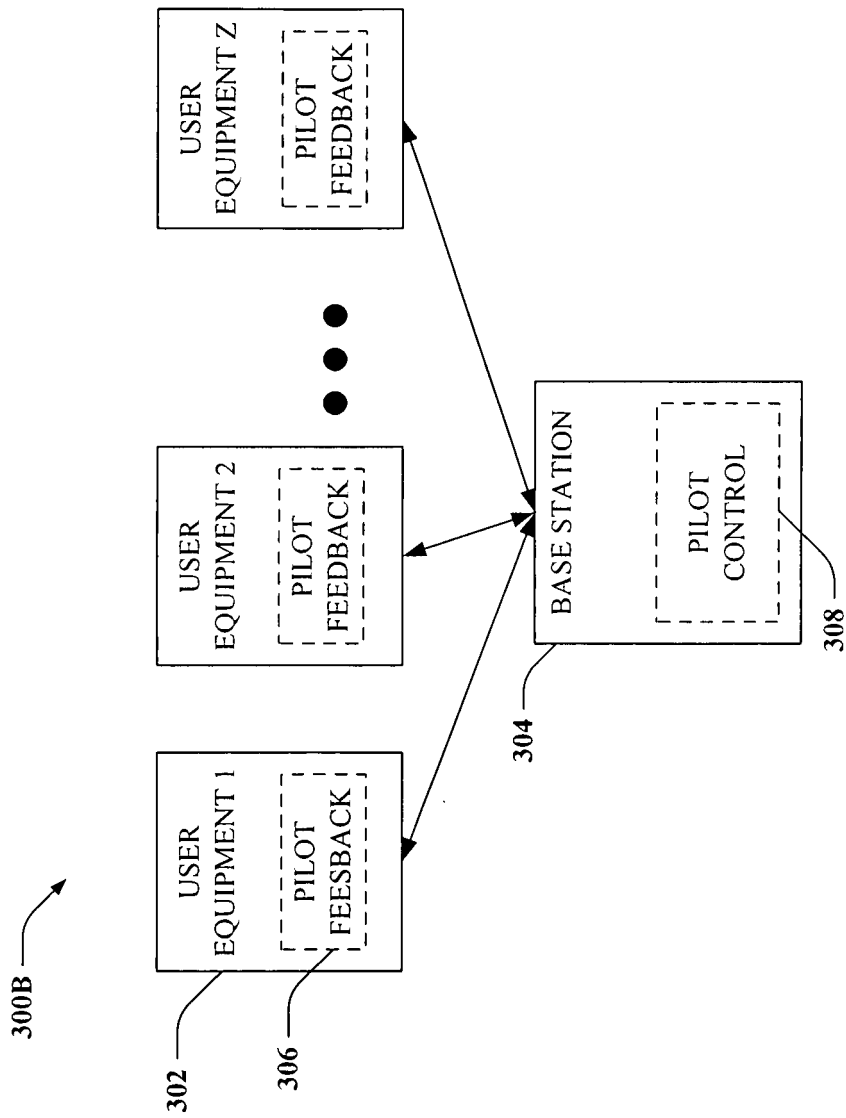 300B
302
USER
EQUIPMENT 1
PILOT
FEESBACK
306
USER
EQUIPMENT 2
PILOT
FEEDBACK
USER
EQUIPMENT Z
PILOT
FEEDBACK
304
BASE STATION
PILOT
CONTROL
308